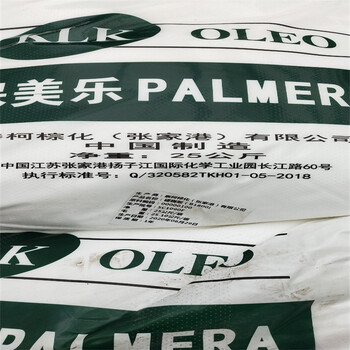 KLK OLEO
美乐 PALMERA
柯棕化（张家港）有限公司
中国制造
净重：25公斤
中国江苏张家港扬子江国际化学工业园长江路60号
执行标准号：Q/320582TKH01-05-2018
LK OLEO
PALMERA